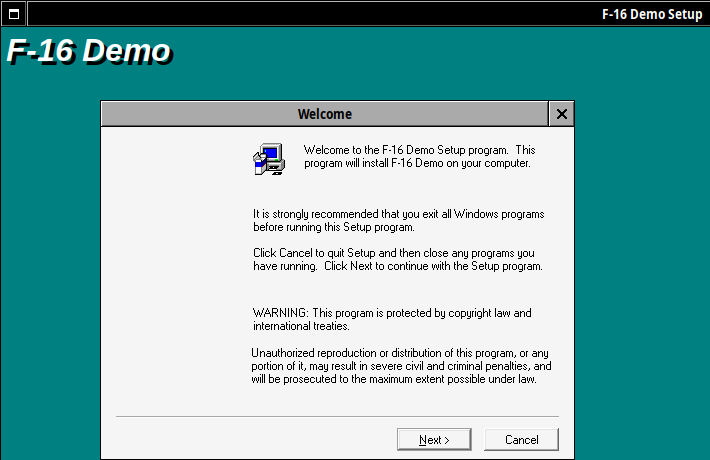 F-16 Demo Setup
F-16 Demo
Welcome
Welcome to the F-16 Demo Setup program.  This
program will install F-16 Demo on your computer.
It is strongly recommended that you exit all Windows programs
before running this Setup program.
Click Cancel to quit Setup and then close any programs you
have running.  Click Next to continue with the Setup program.
WARNING: This program is protected by copyright law and
international treaties.
Unauthorized reproduction or distribution of this program, or any
portion of it, may result in severe civil and criminal penalties, and
will be prosecuted to the maximum extent possible under law.
Next >
Cancel